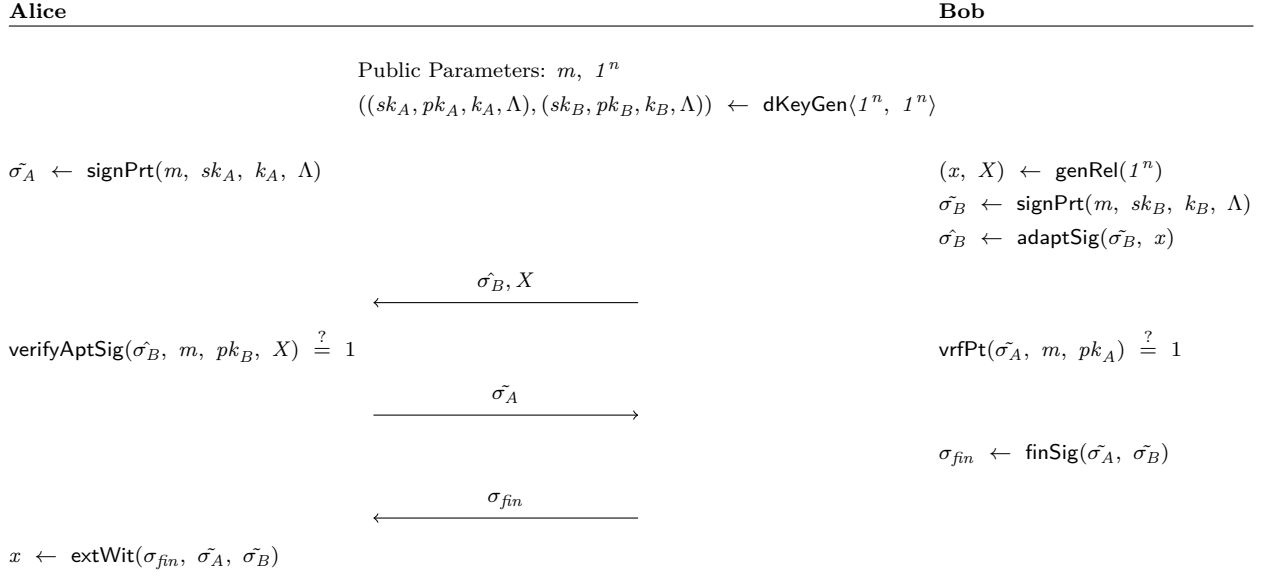 Alice Bob
Public Parameters: m, 1^n
((sk_A, pk_A, k_A, Λ), (sk_B, pk_B, k_B, Λ)) ← dKeyGen⟨1^n, 1^n⟩
σ̃_A ← signPrt(m, sk_A, k_A, Λ) (x, X) ← genRel(1^n)
σ̃_B ← signPrt(m, sk_B, k_B, Λ)
σ̂_B ← adaptSig(σ̃_B, x)
σ̂_B, X
verifyAptSig(σ̂_B, m, pk_B, X) ≟ 1 vrfPt(σ̃_A, m, pk_A) ≟ 1
σ̃_A
σ_fin ← finSig(σ̃_A, σ̃_B)
σ_fin
x ← extWit(σ_fin, σ̃_A, σ̃_B)